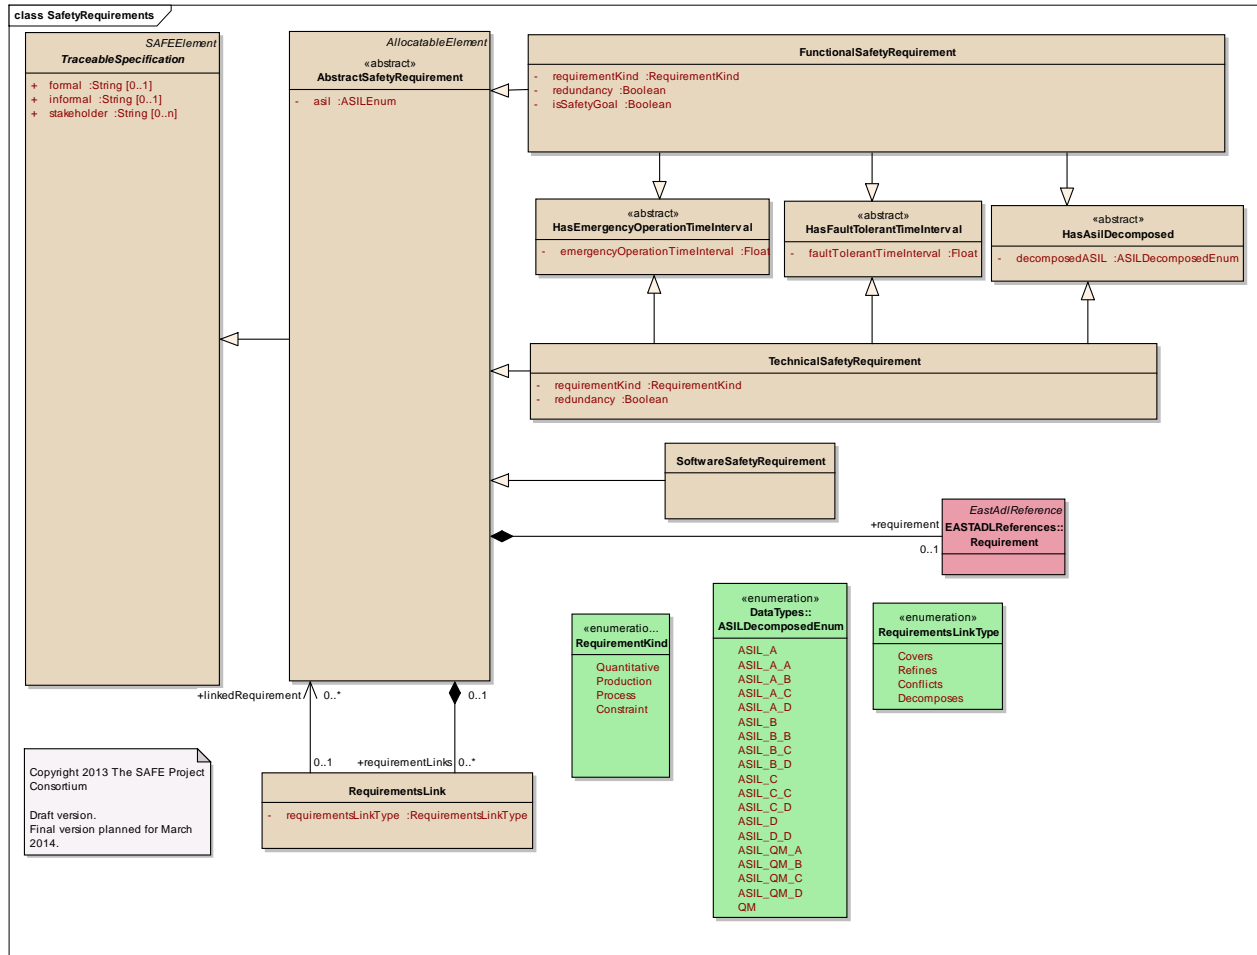 class SafetyRequirements
SAFEElement
TraceableSpecification
+ formal :String [0..1]
+ informal :String [0..1]
+ stakeholder :String [0..n]
AllocatableElement
«abstract»
AbstractSafetyRequirement
- asil :ASILEnum
FunctionalSafetyRequirement
- requirementKind :RequirementKind
- redundancy :Boolean
- isSafetyGoal :Boolean
«abstract»
HasEmergencyOperationTimeInterval
- emergencyOperationTimeInterval :Float
«abstract»
HasFaultTolerantTimeInterval
- faultTolerantTimeInterval :Float
«abstract»
HasAsilDecomposed
- decomposedASIL :ASILDecomposedEnum
TechnicalSafetyRequirement
- requirementKind :RequirementKind
- redundancy :Boolean
SoftwareSafetyRequirement
+requirement
0..1
EastAdlReference
EASTADLReferences::
Requirement
«enumeratio...
RequirementKind
Quantitative
Production
Process
Constraint
«enumeration»
DataTypes::
ASILDecomposedEnum
ASIL_A
ASIL_A_A
ASIL_A_B
ASIL_A_C
ASIL_A_D
ASIL_B
ASIL_B_B
ASIL_B_C
ASIL_B_D
ASIL_C
ASIL_C_C
ASIL_C_D
ASIL_D
ASIL_D_D
ASIL_QM_A
ASIL_QM_B
ASIL_QM_C
ASIL_QM_D
QM
«enumeration»
RequirementsLinkType
Covers
Refines
Conflicts
Decomposes
+linkedRequirement 0..*
0..1
0..1
+requirementLinks 0..*
RequirementsLink
- requirementsLinkType :RequirementsLinkType
Copyright 2013 The SAFE Project
Consortium
Draft version.
Final version planned for March
2014.